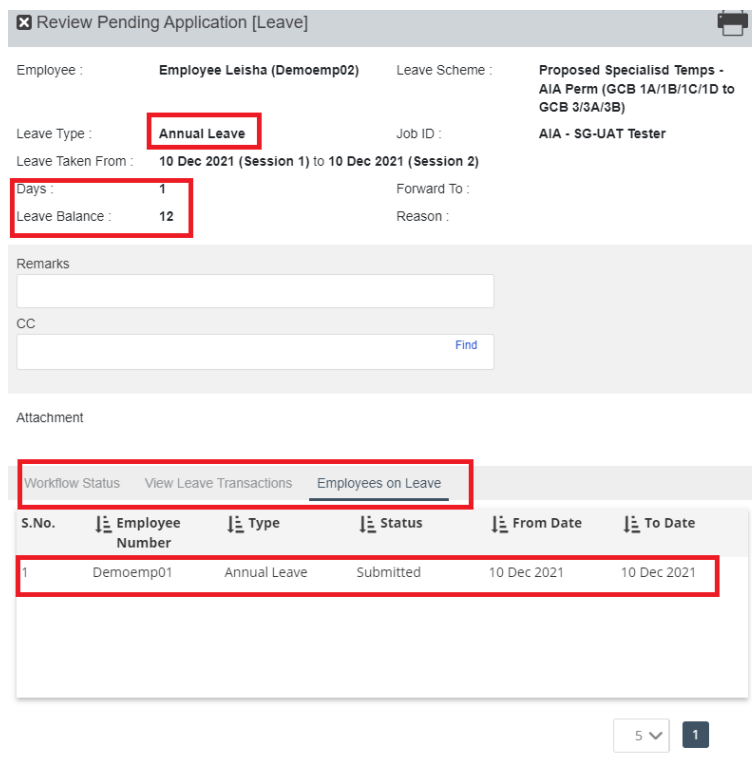 Review Pending Application [Leave]
Employee : Employee Leisha (Demoemp02) Leave Scheme : Proposed Specialisd Temps -
AIA Perm (GCB 1A/1B/1C/1D to
GCB 3/3A/3B)
Leave Type : Annual Leave Job ID : AIA - SG-UAT Tester
Leave Taken From : 10 Dec 2021 (Session 1) to 10 Dec 2021 (Session 2)
Days : 1 Forward To :
Leave Balance : 12 Reason :
Remarks
CC
Find
Attachment
Workflow Status View Leave Transactions Employees on Leave
S.No. Employee Type Status From Date To Date
Number
1 Demoemp01 Annual Leave Submitted 10 Dec 2021 10 Dec 2021
5 1